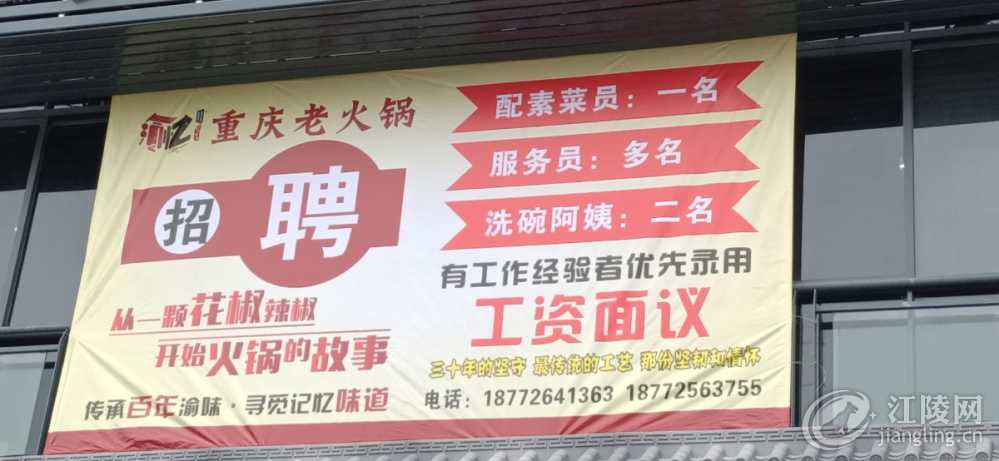 重庆老火锅
招聘
从一颗花椒辣椒
开始火锅的故事
传承百年渝味·寻觅记忆味道
配素菜员：一名
服务员：多名
洗碗阿姨：二名
有工作经验者优先录用
工资面议
三十年的坚守 最传统的工艺 那份坚韧和情怀
电话：18772641363 18772563755
江陵网
jiangling.cn